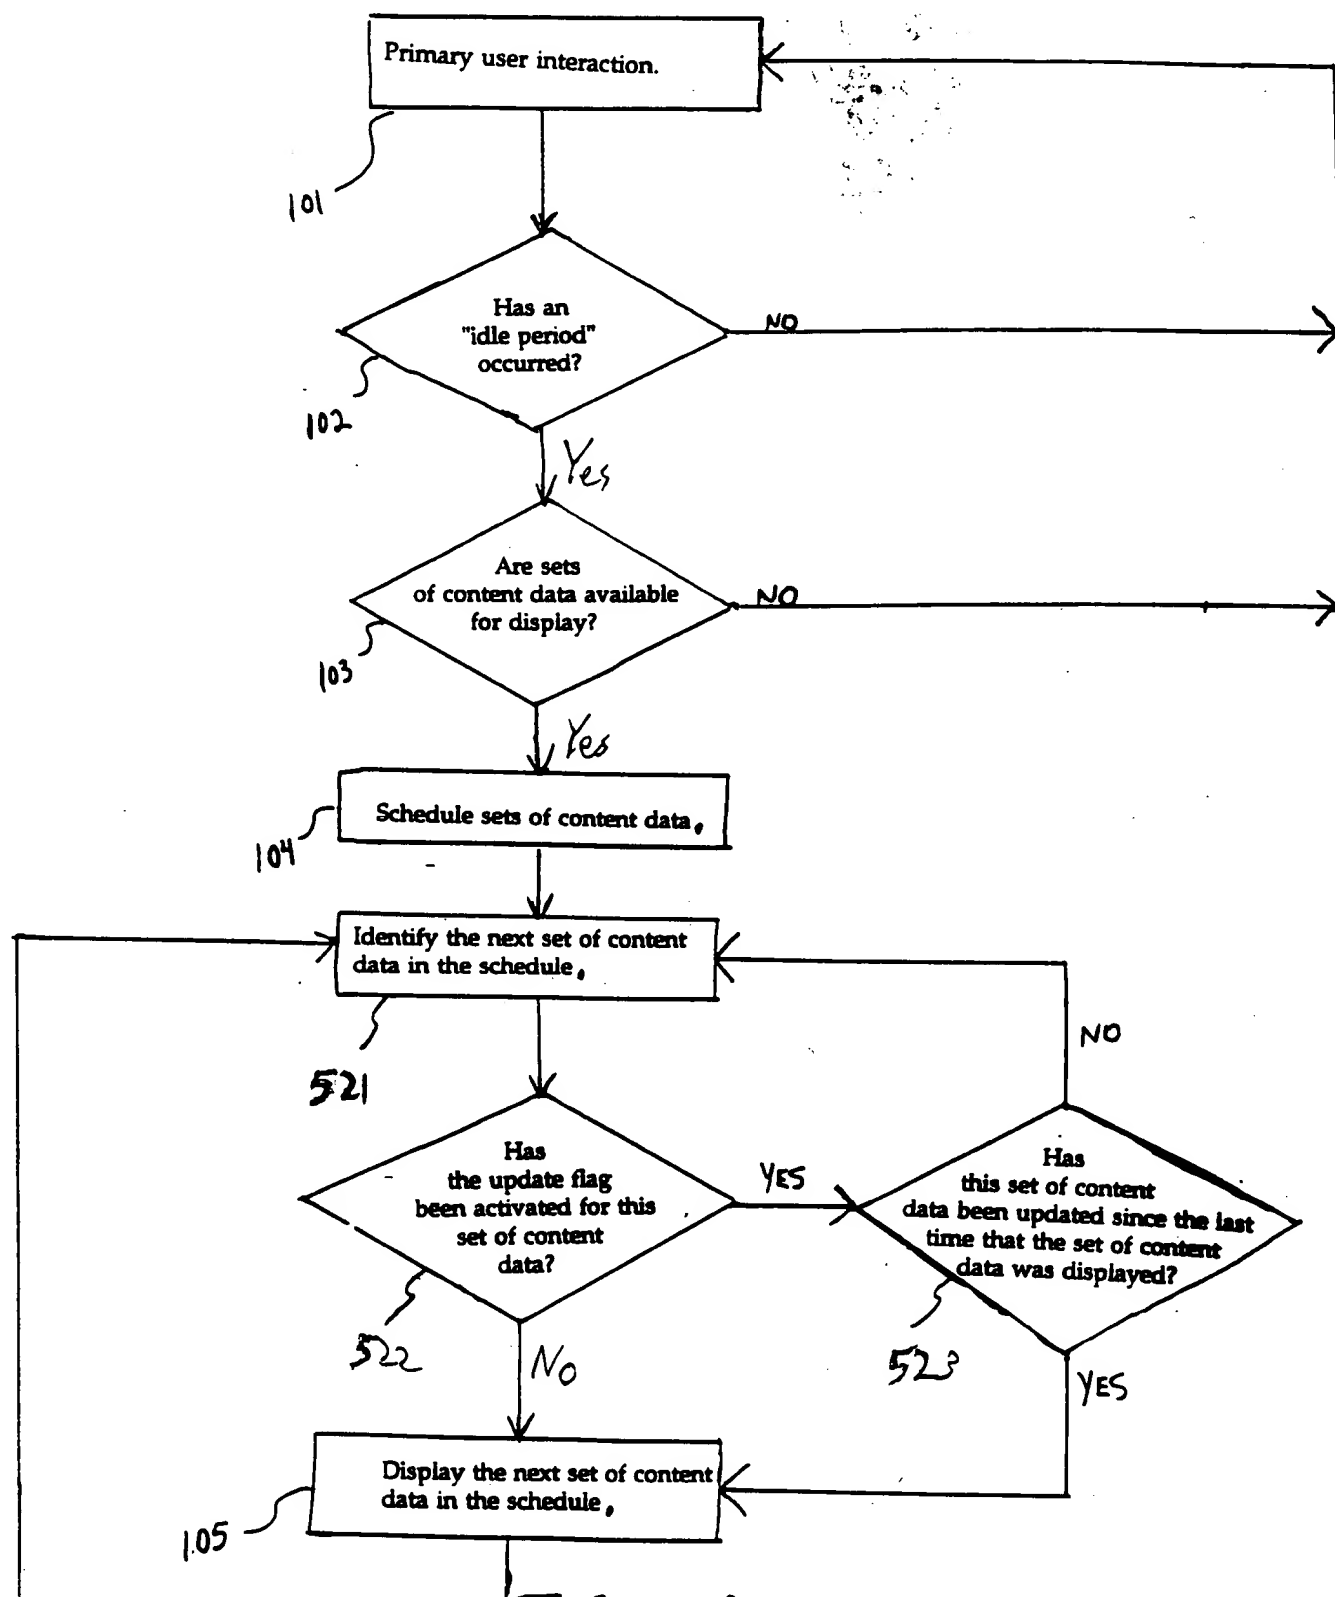 Primary user interaction.
101
Has an
"idle period"
occurred?
NO
102
Yes
Are sets
of content data available
for display?
NO
103
Yes
Schedule sets of content data.
104
Identify the next set of content
data in the schedule.
521
NO
Has
the update flag
been activated for this
set of content
data?
YES
Has
this set of content
data been updated since the last
time that the set of content
data was displayed?
522
523
NO
YES
Display the next set of content
data in the schedule.
105